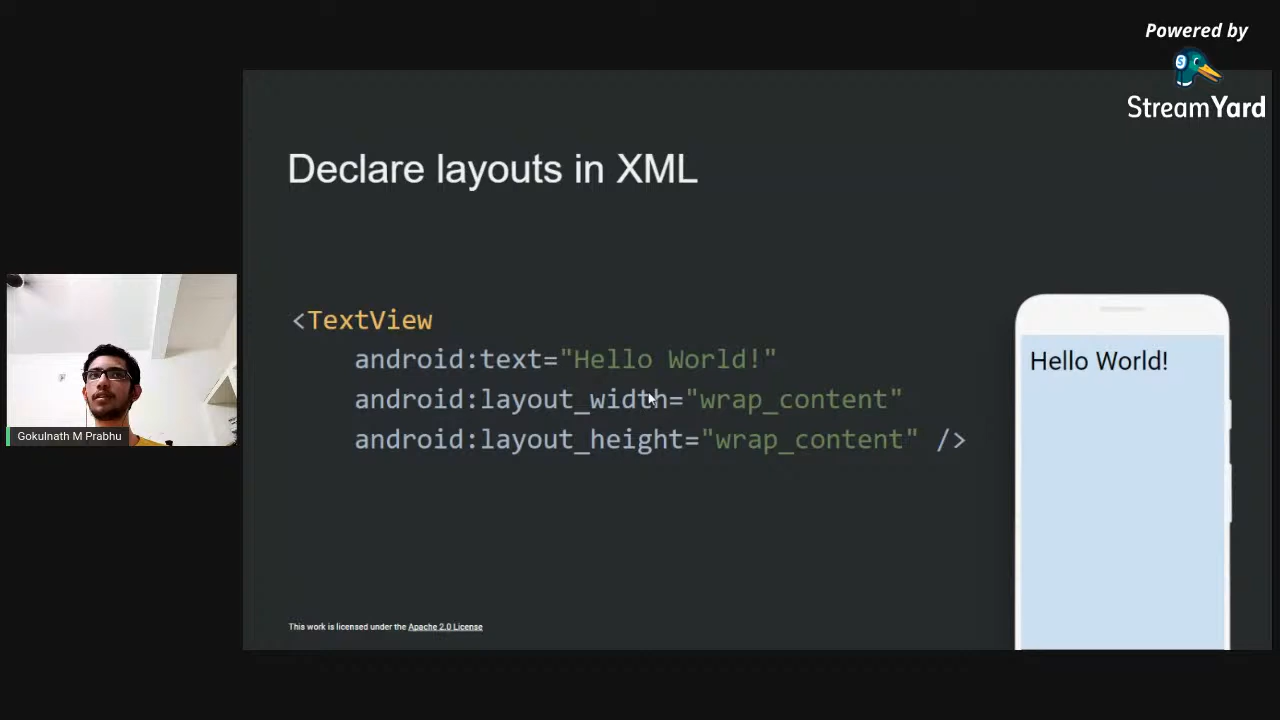 Powered by
StreamYard
Declare layouts in XML
<TextView
android:text="Hello World!"
android:layout_width="wrap_content"
android:layout_height="wrap_content" />
Hello World!
Gokulnath M Prabhu
This work is licensed under the Apache 2.0 License